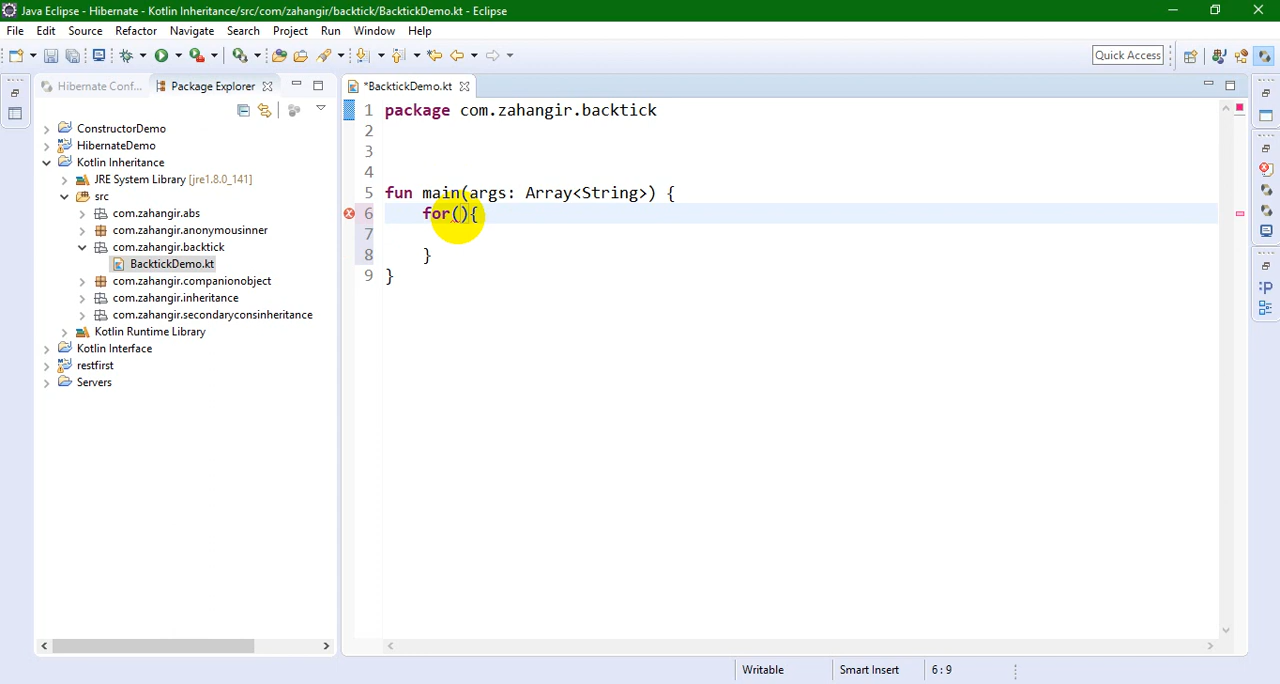 Java Eclipse - Hibernate - Kotlin Inheritance/src/com/zahangir/backtick/BacktickDemo.kt - Eclipse
File Edit Source Refactor Navigate Search Project Run Window Help
Quick Access
Hibernate Conf...
Package Explorer
*BacktickDemo.kt
ConstructorDemo
HibernateDemo
Kotlin Inheritance
JRE System Library [jre1.8.0_141]
src
com.zahangir.abs
com.zahangir.anonymousinner
com.zahangir.backtick
BacktickDemo.kt
com.zahangir.companionobject
com.zahangir.inheritance
com.zahangir.secondaryconsinheritance
Kotlin Runtime Library
Kotlin Interface
restfirst
Servers
1 package com.zahangir.backtick
2
3
4
5 fun main(args: Array<String>) {
6 for(){
7
8 }
9 }
Writable Smart Insert 6:9